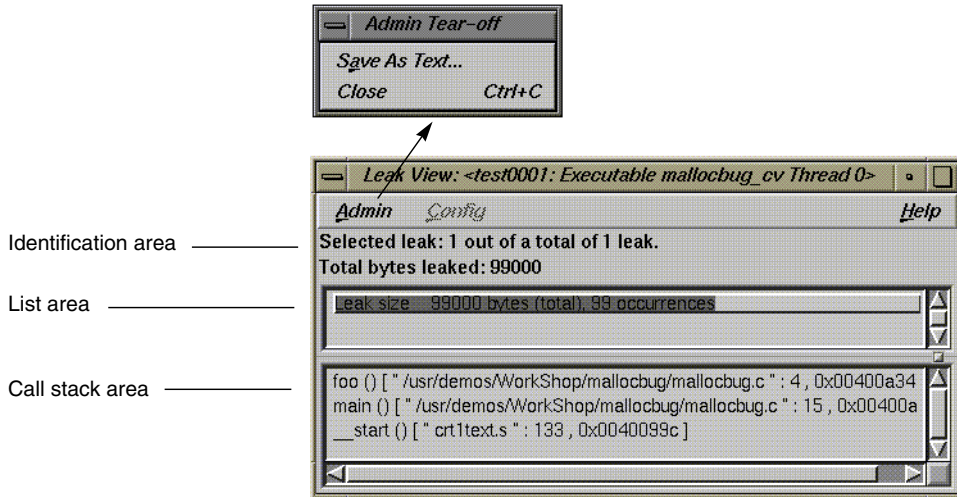 Admin Tear-off
Save As Text...
Close Ctrl+C
Leak View: <test0001: Executable mallocbug_cv Thread 0>
Admin Config Help
Identification area
Selected leak: 1 out of a total of 1 leak.
Total bytes leaked: 99000
List area
Leak size 99000 bytes (total), 99 occurrences
Call stack area
foo () [ " /usr/demos/WorkShop/mallocbug/mallocbug.c " : 4 , 0x00400a34
main () [ " /usr/demos/WorkShop/mallocbug/mallocbug.c " : 15 , 0x00400a
__start () [ " crt1text.s " : 133 , 0x0040099c ]